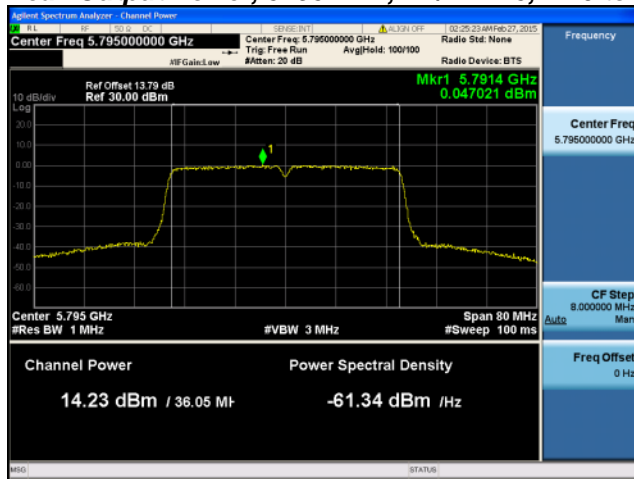 Agilent Spectrum Analyzer - Channel Power
RL RF 50 Ω DC SENSE:INT ALIGN OFF 02:25:23 AM Feb 27, 2015
Center Freq 5.795000000 GHz
#IFGain:Low
Center Freq: 5.795000000 GHz
Trig: Free Run Avg|Hold: 100/100
#Atten: 20 dB
Radio Std: None
Radio Device: BTS
Frequency
Ref Offset 13.79 dB
10 dB/div Ref 30.00 dBm
Log
Mkr1 5.7914 GHz
0.047021 dBm
20.0
10.0
0.00
-10.0
-20.0
-30.0
-40.0
-50.0
-60.0
1
Center Freq
5.795000000 GHz
Center 5.795 GHz Span 80 MHz
#Res BW 1 MHz #VBW 3 MHz #Sweep 100 ms
CF Step
8.000000 MHz
Auto Man
Channel Power Power Spectral Density
14.23 dBm / 36.05 MH -61.34 dBm /Hz
Freq Offset
0 Hz
MSG STATUS